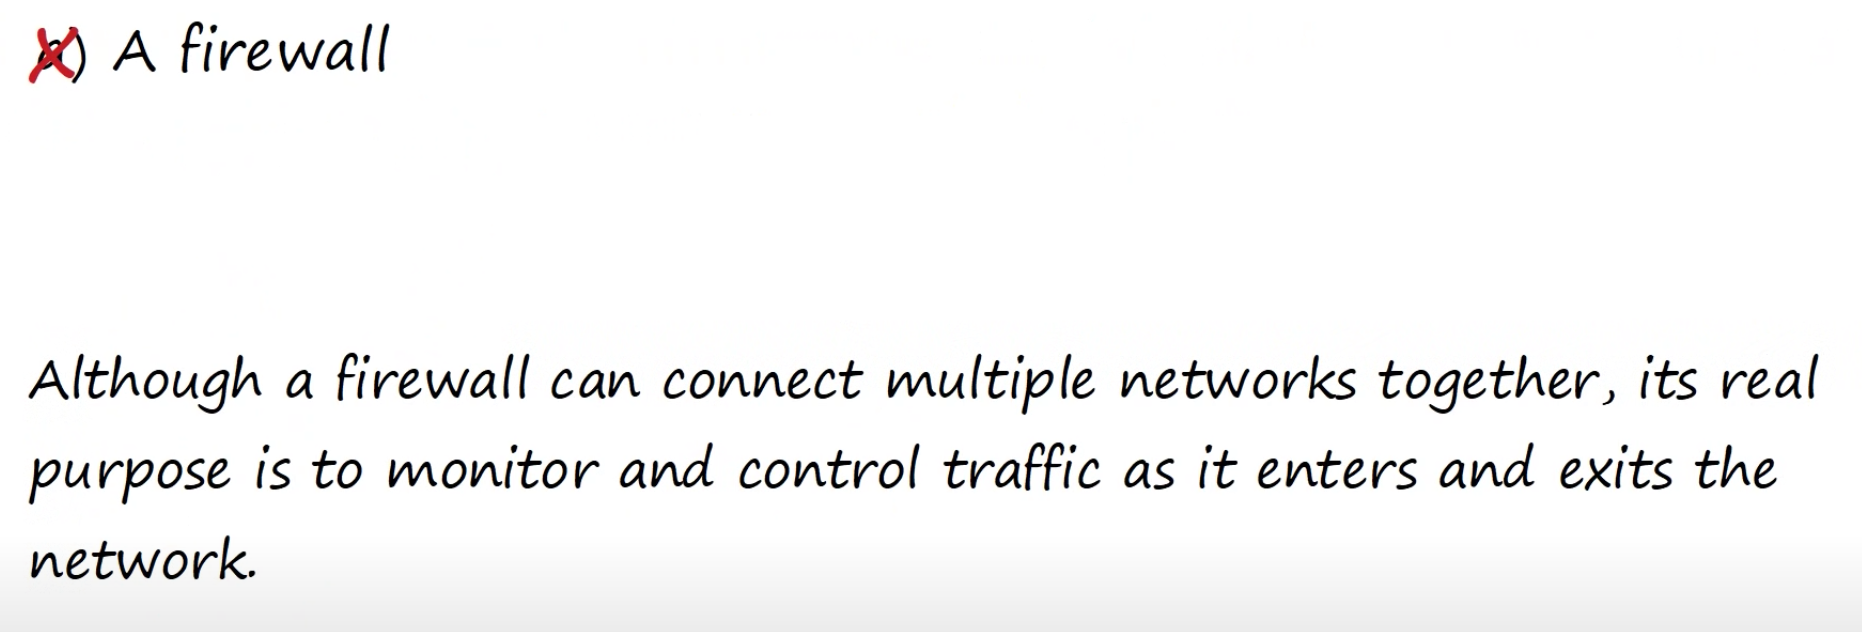 a) A firewall
Although a firewall can connect multiple networks together, its real
purpose is to monitor and control traffic as it enters and exits the
network.